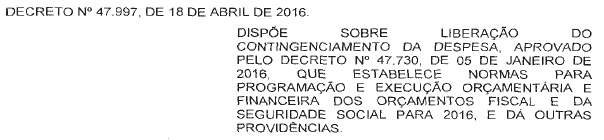 DECRETO Nº 47.997, DE 18 DE ABRIL DE 2016.
DISPÕE SOBRE LIBERAÇÃO DO
CONTINGENCIAMENTO DA DESPESA, APROVADO
PELO DECRETO Nº 47.730, DE 05 DE JANEIRO DE
2016, QUE ESTABELECE NORMAS PARA
PROGRAMAÇÃO E EXECUÇÃO ORÇAMENTÁRIA E
FINANCEIRA DOS ORÇAMENTOS FISCAL E DA
SEGURIDADE SOCIAL PARA 2016, E DÁ OUTRAS
PROVIDÊNCIAS.